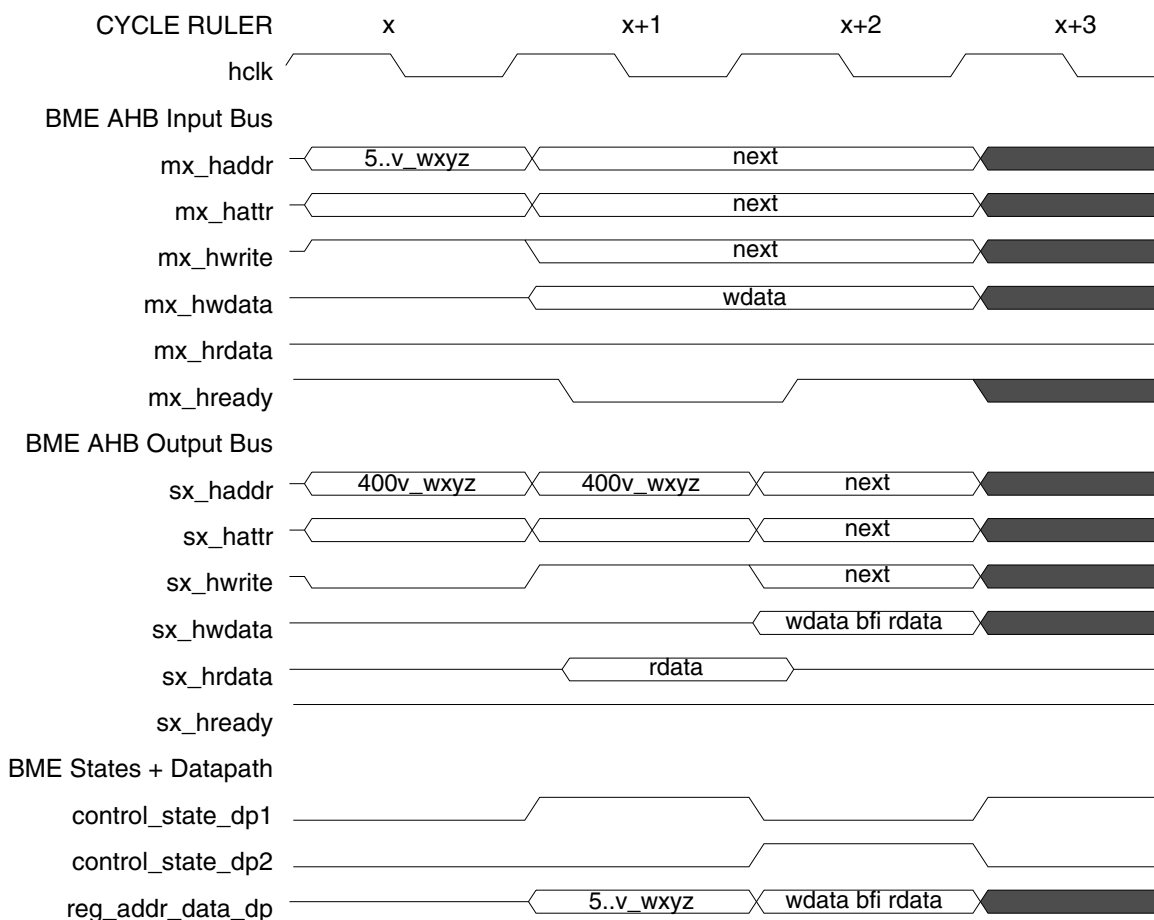 CYCLE RULER x x+1 x+2 x+3
hclk
BME AHB Input Bus
mx_haddr 5..v_wxyz next
mx_hattr next
mx_hwrite next
mx_hwdata wdata
mx_hrdata
mx_hready
BME AHB Output Bus
sx_haddr 400v_wxyz 400v_wxyz next
sx_hattr next
sx_hwrite next
sx_hwdata wdata bfi rdata
sx_hrdata rdata
sx_hready
BME States + Datapath
control_state_dp1
control_state_dp2
reg_addr_data_dp 5..v_wxyz wdata bfi rdata